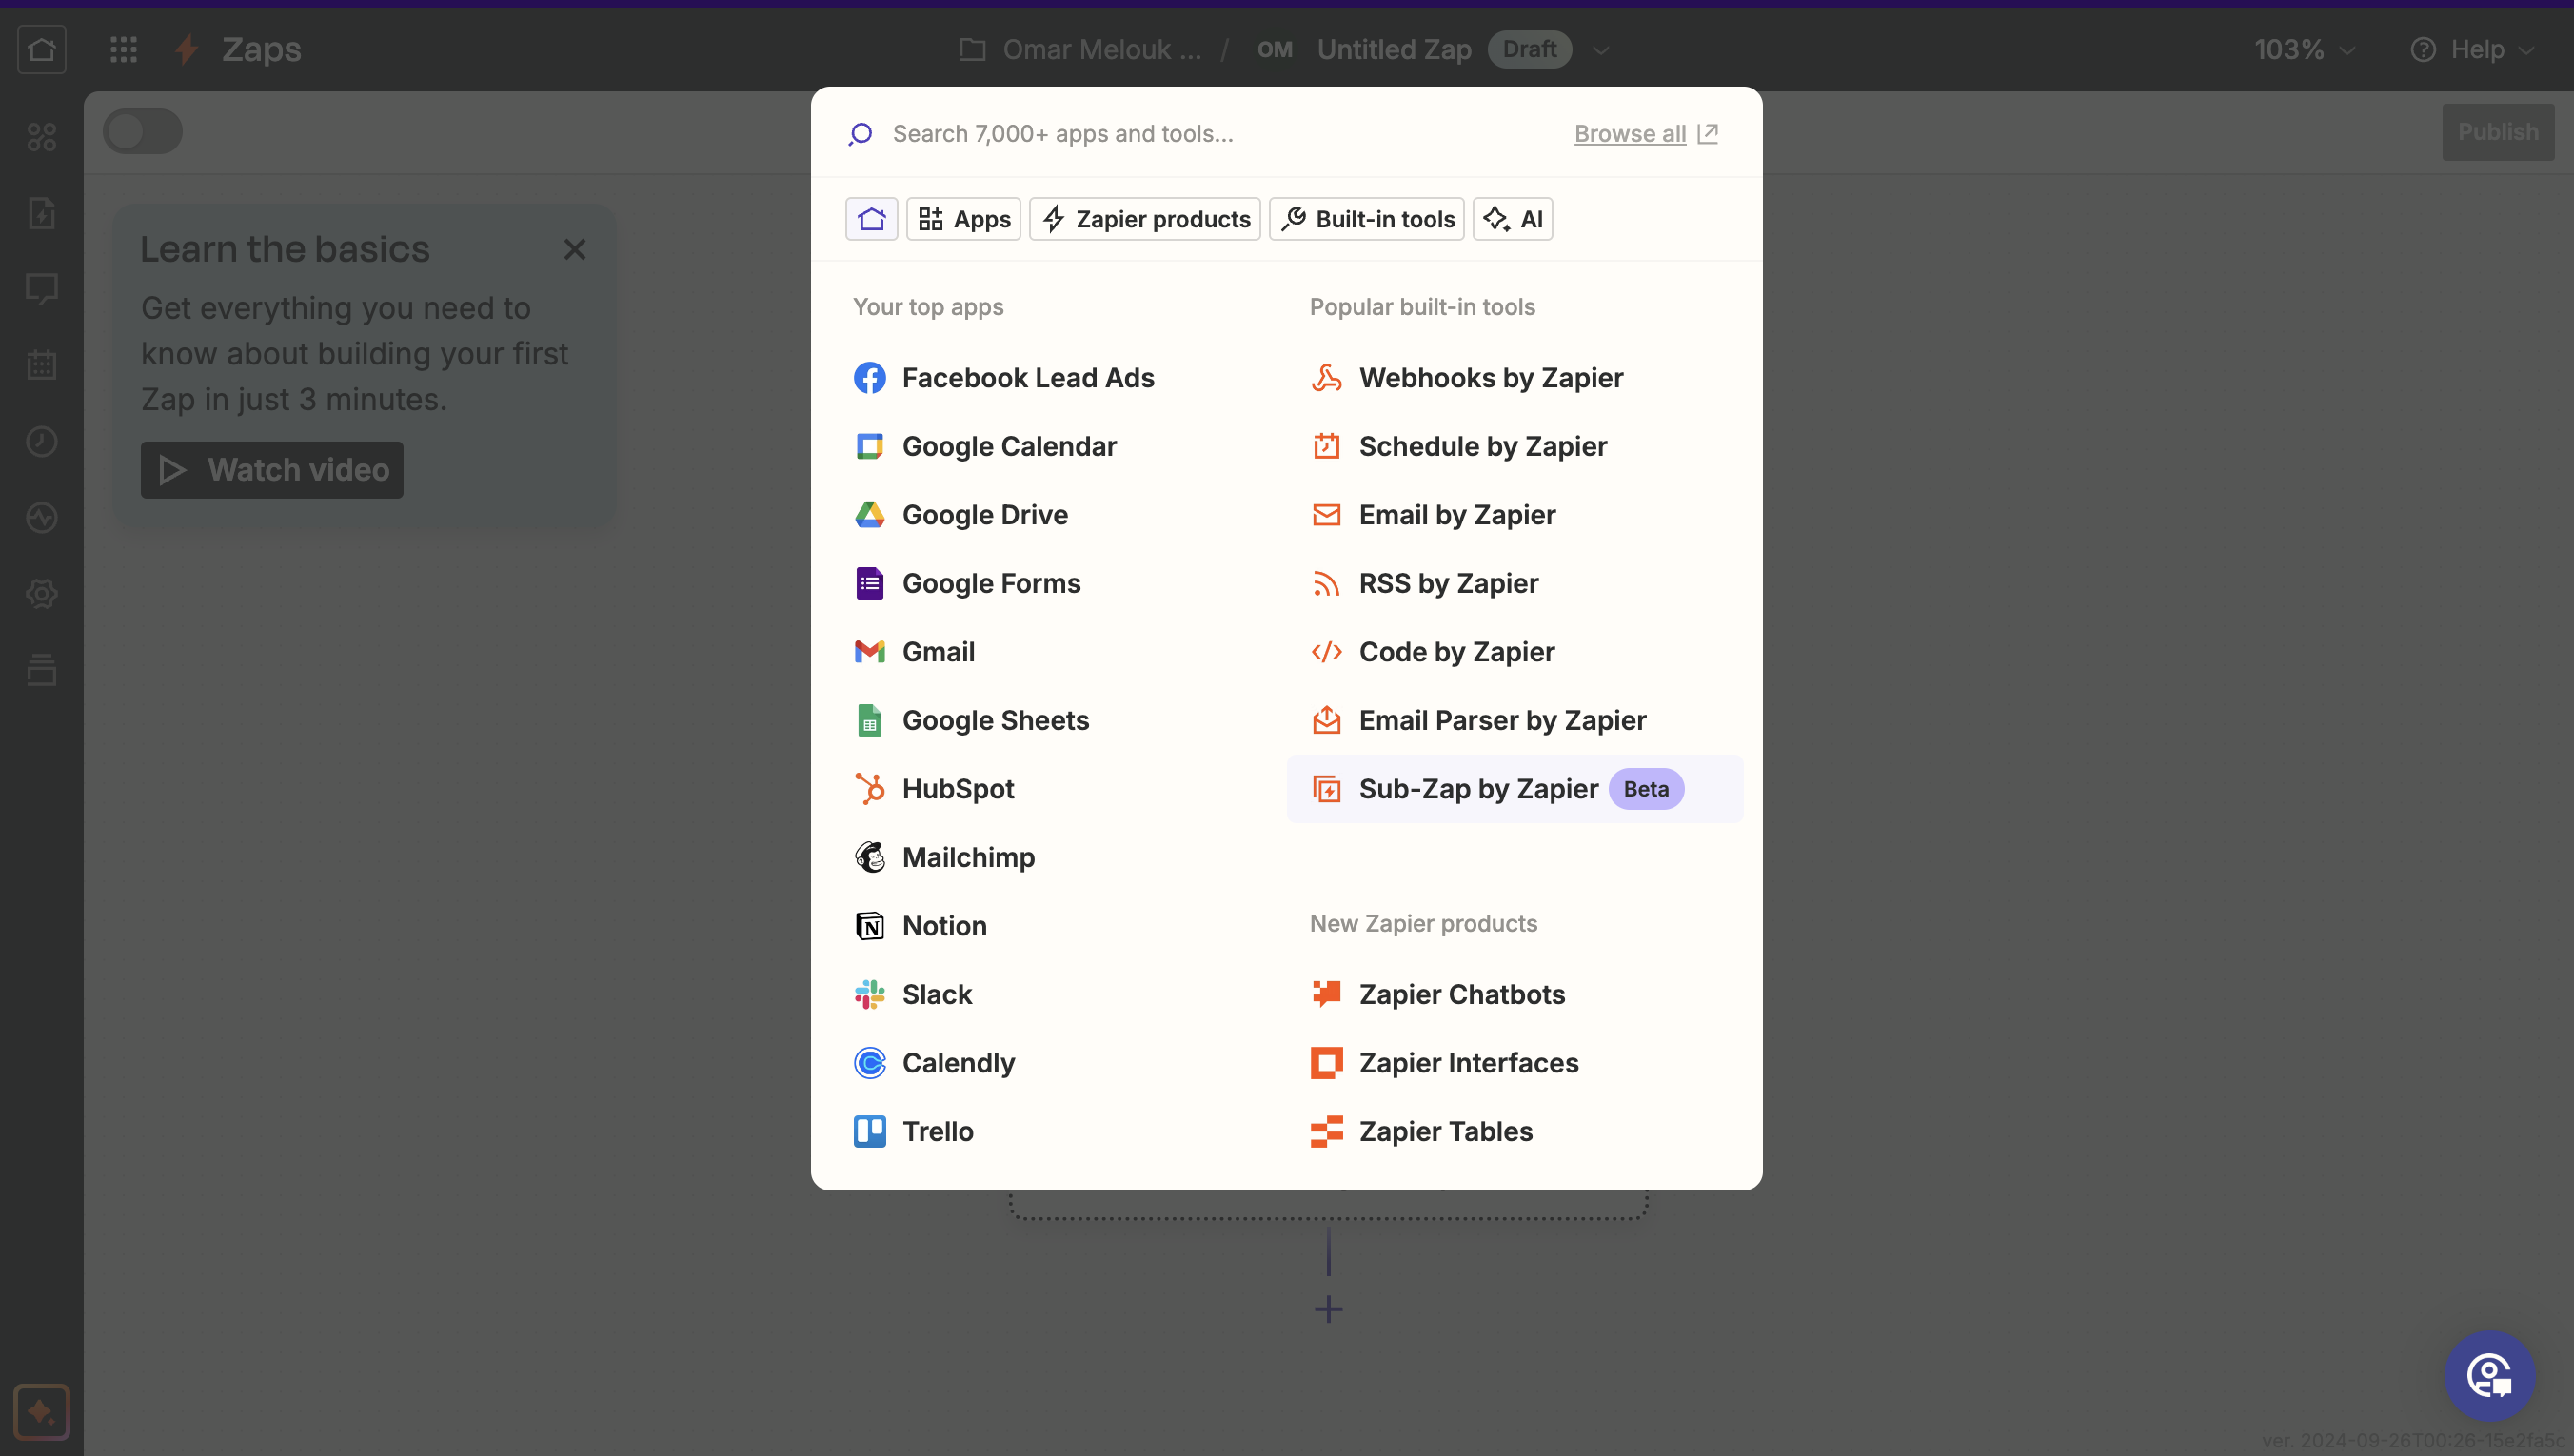 Zaps
Omar Melouk ... / OM Untitled Zap Draft
103%
Help
Publish
Learn the basics
Get everything you need to
know about building your first
Zap in just 3 minutes.
Watch video
Search 7,000+ apps and tools...
Browse all
Apps
Zapier products
Built-in tools
AI
Your top apps
Facebook Lead Ads
Google Calendar
Google Drive
Google Forms
Gmail
Google Sheets
HubSpot
Mailchimp
Notion
Slack
Calendly
Trello
Popular built-in tools
Webhooks by Zapier
Schedule by Zapier
Email by Zapier
RSS by Zapier
Code by Zapier
Email Parser by Zapier
Sub-Zap by Zapier Beta
New Zapier products
Zapier Chatbots
Zapier Interfaces
Zapier Tables
ver. 2024-09-26T00:26-15e2fa5c